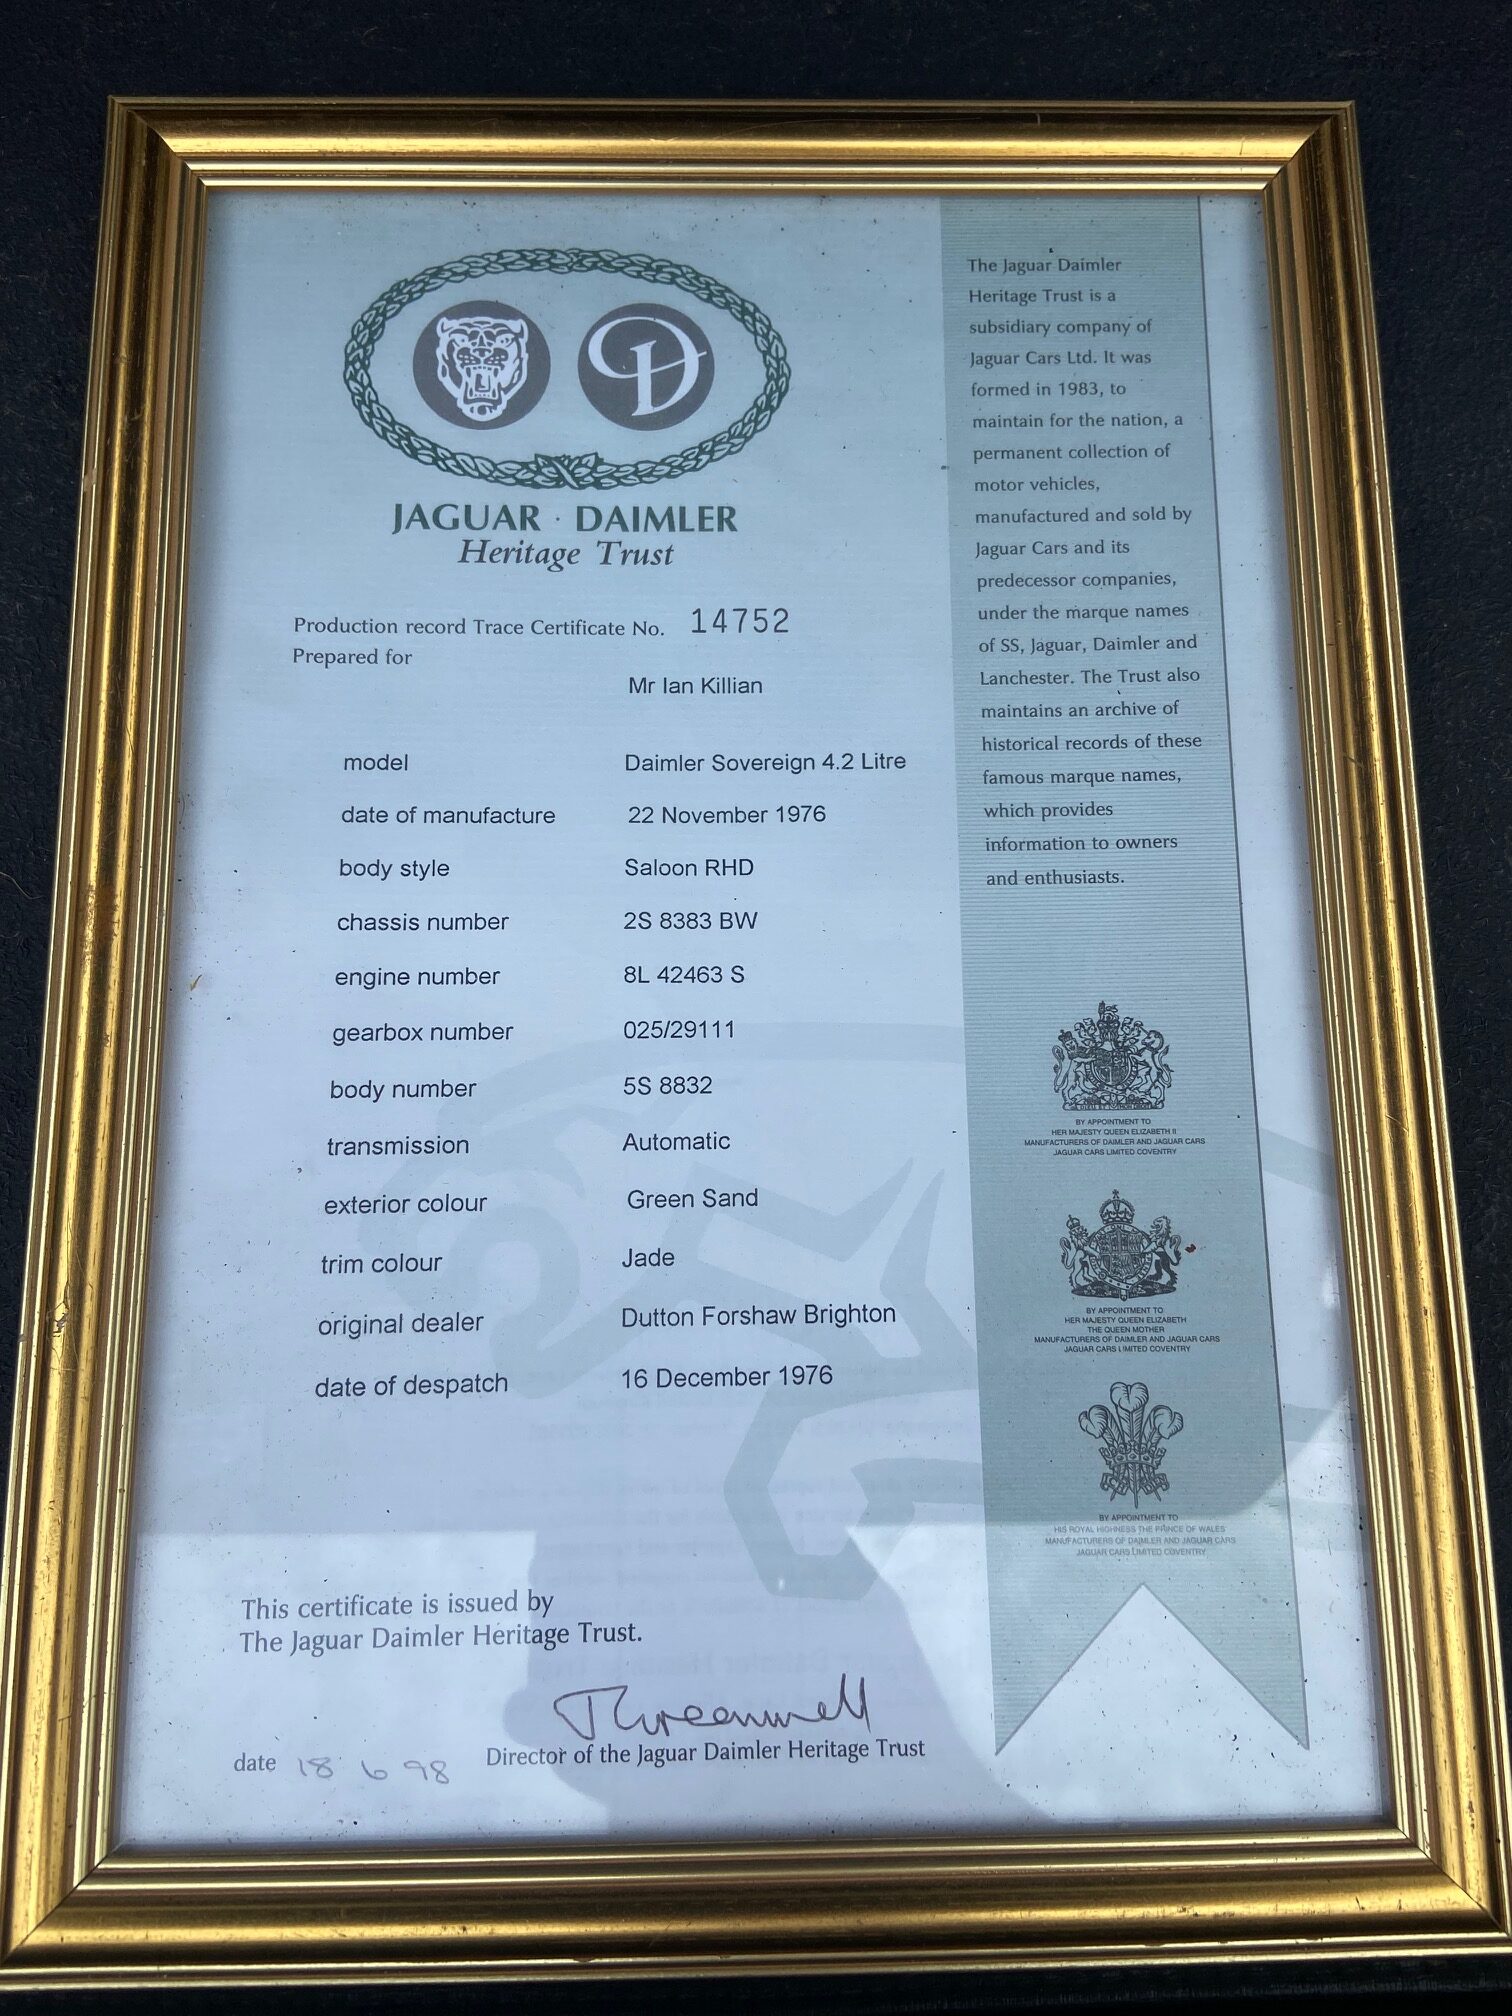 JAGUAR · DAIMLER
Heritage Trust
Production record Trace Certificate No. 14752
Prepared for
Mr Ian Killian
model Daimler Sovereign 4.2 Litre
date of manufacture 22 November 1976
body style Saloon RHD
chassis number 2S 8383 BW
engine number 8L 42463 S
gearbox number 025/29111
body number 5S 8832
transmission Automatic
exterior colour Green Sand
trim colour Jade
original dealer Dutton Forshaw Brighton
date of despatch 16 December 1976
This certificate is issued by
The Jaguar Daimler Heritage Trust.
Director of the Jaguar Daimler Heritage Trust
date 18 6 98
The Jaguar Daimler
Heritage Trust is a
subsidiary company of
Jaguar Cars Ltd. It was
formed in 1983, to
maintain for the nation, a
permanent collection of
motor vehicles,
manufactured and sold by
Jaguar Cars and its
predecessor companies,
under the marque names
of SS, Jaguar, Daimler and
Lanchester. The Trust also
maintains an archive of
historical records of these
famous marque names,
which provides
information to owners
and enthusiasts.
BY APPOINTMENT TO
HER MAJESTY QUEEN ELIZABETH II
MANUFACTURERS OF DAIMLER AND JAGUAR CARS
JAGUAR CARS LIMITED COVENTRY
BY APPOINTMENT TO
HER MAJESTY QUEEN ELIZABETH
THE QUEEN MOTHER
MANUFACTURERS OF DAIMLER AND JAGUAR CARS
JAGUAR CARS LIMITED COVENTRY
BY APPOINTMENT TO
HIS ROYAL HIGHNESS THE PRINCE OF WALES
MANUFACTURERS OF DAIMLER AND JAGUAR CARS
JAGUAR CARS LIMITED COVENTRY